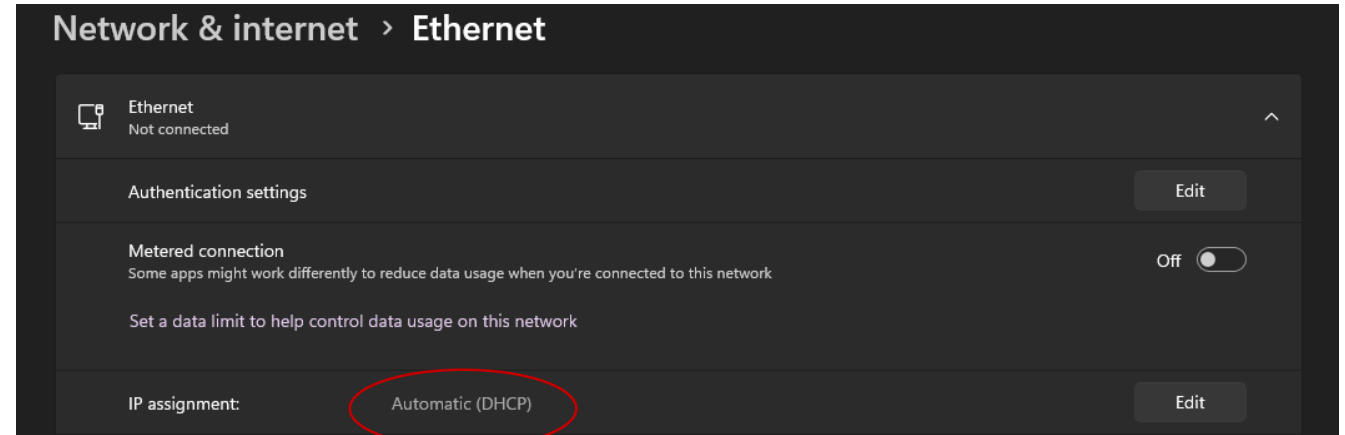 Network & internet > Ethernet
Ethernet
Not connected
Authentication settings
Edit
Metered connection
Some apps might work differently to reduce data usage when you're connected to this network
Off
Set a data limit to help control data usage on this network
IP assignment:
Automatic (DHCP)
Edit